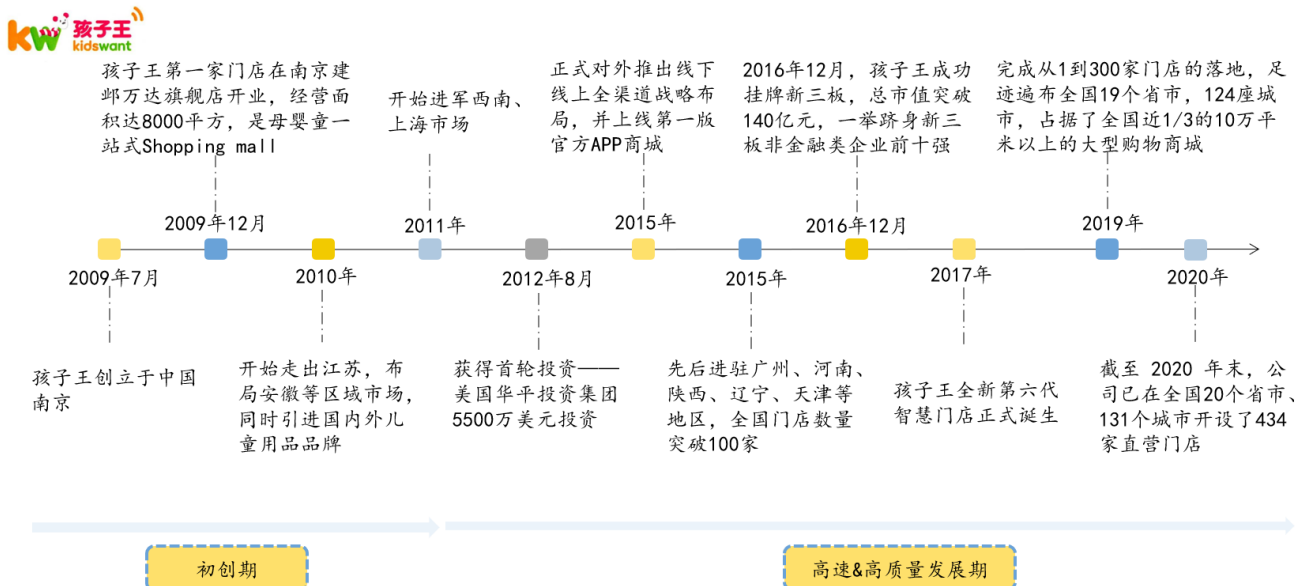 kw 孩子王
kidswant
孩子王第一家门店在南京建
邺万达旗舰店开业，经营面
积达8000平方，是母婴童一
站式Shopping mall
开始进军西南、
上海市场
正式对外推出线下
线上全渠道战略布
局，并上线第一版
官方APP商城
2016年12月，孩子王成功
挂牌新三板，总市值突破
140亿元，一举跻身新三
板非金融类企业前十强
完成从1到300家门店的落地，足
迹遍布全国19个省市，124座城
市，占据了全国近1/3的10万平
米以上的大型购物商城
2009年12月
2011年
2015年
2016年12月
2019年
2009年7月
2010年
2012年8月
2015年
2017年
2020年
孩子王创立于中国
南京
开始走出江苏，布
局安徽等区域市场，
同时引进国内外儿
童用品品牌
获得首轮投资——
美国华平投资集团
5500万美元投资
先后进驻广州、河南、
陕西、辽宁、天津等
地区，全国门店数量
突破100家
孩子王全新第六代
智慧门店正式诞生
截至 2020 年末，公
司已在全国20个省市、
131个城市开设了434
家直营门店
初创期
高速&高质量发展期